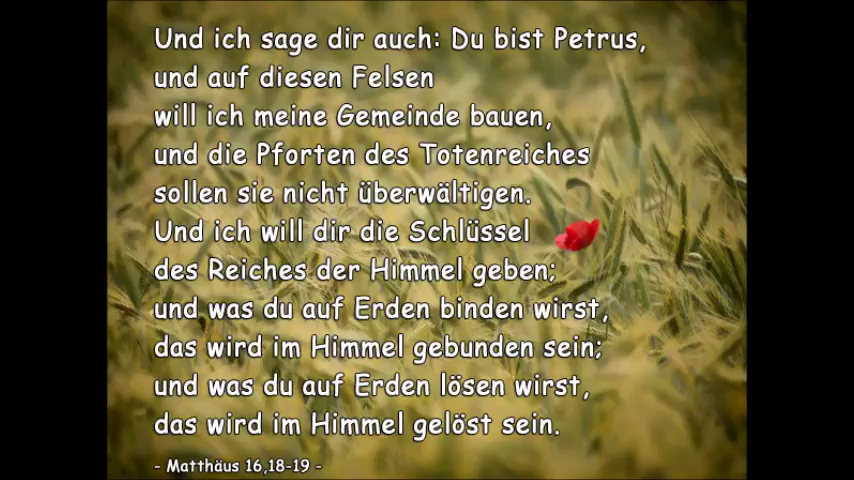 Und ich sage dir auch: Du bist Petrus,
und auf diesen Felsen
will ich meine Gemeinde bauen,
und die Pforten des Totenreiches
sollen sie nicht überwältigen.
Und ich will dir die Schlüssel
des Reiches der Himmel geben;
und was du auf Erden binden wirst,
das wird im Himmel gebunden sein;
und was du auf Erden lösen wirst,
das wird im Himmel gelöst sein.
- Matthäus 16,18-19 -